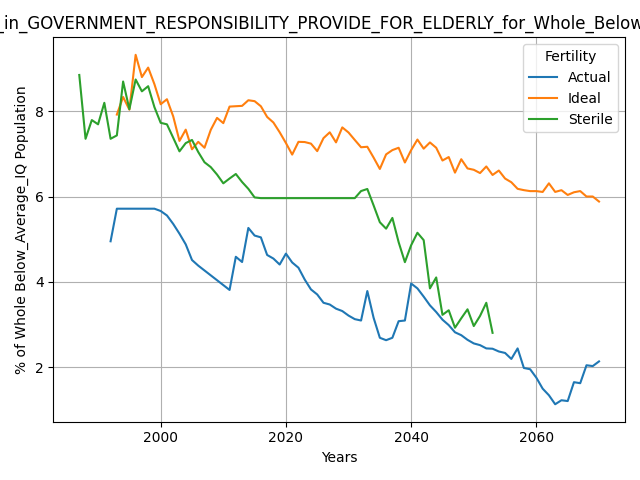 _in_GOVERNMENT_RESPONSIBILITY_PROVIDE_FOR_ELDERLY_for_Whole_Below
Fertility
Actual
Ideal
Sterile
% of Whole Below_Average_IQ Population
8
6
4
2
2000 2020 2040 2060
Years